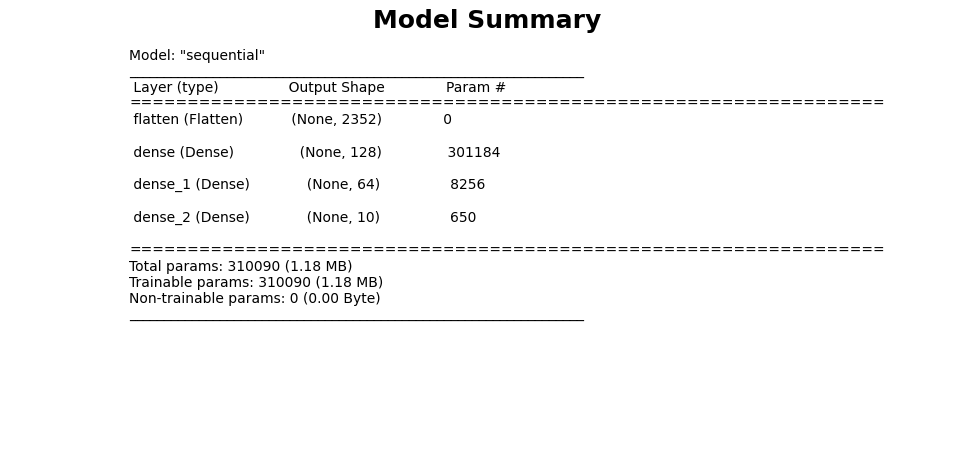 Model Summary
Model: "sequential"
_________________________________________________________________
Layer (type) Output Shape Param #
=================================================================
flatten (Flatten) (None, 2352) 0
dense (Dense) (None, 128) 301184
dense_1 (Dense) (None, 64) 8256
dense_2 (Dense) (None, 10) 650
=================================================================
Total params: 310090 (1.18 MB)
Trainable params: 310090 (1.18 MB)
Non-trainable params: 0 (0.00 Byte)
_________________________________________________________________